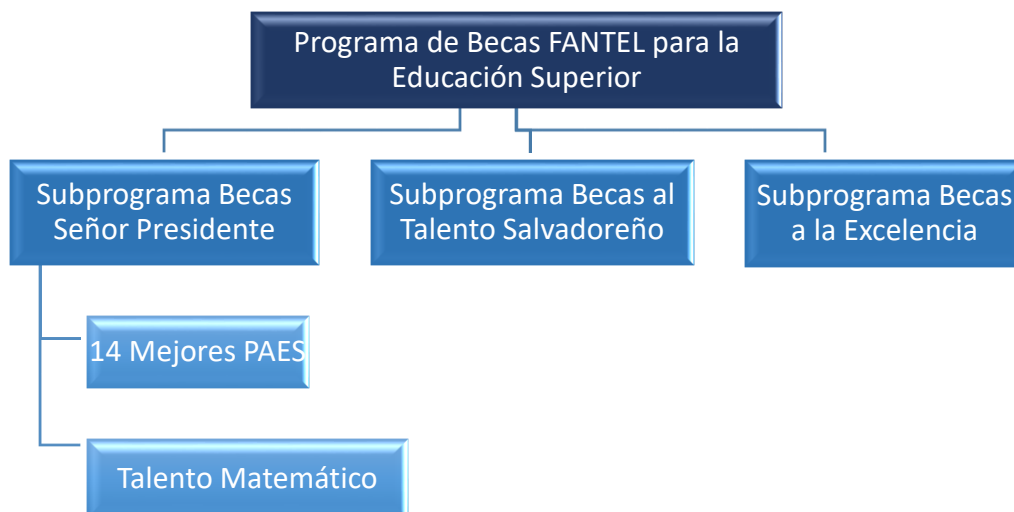 Programa de Becas FANTEL para la
Educación Superior
Subprograma Becas
Señor Presidente
Subprograma Becas al
Talento Salvadoreño
Subprograma Becas
a la Excelencia
14 Mejores PAES
Talento Matemático